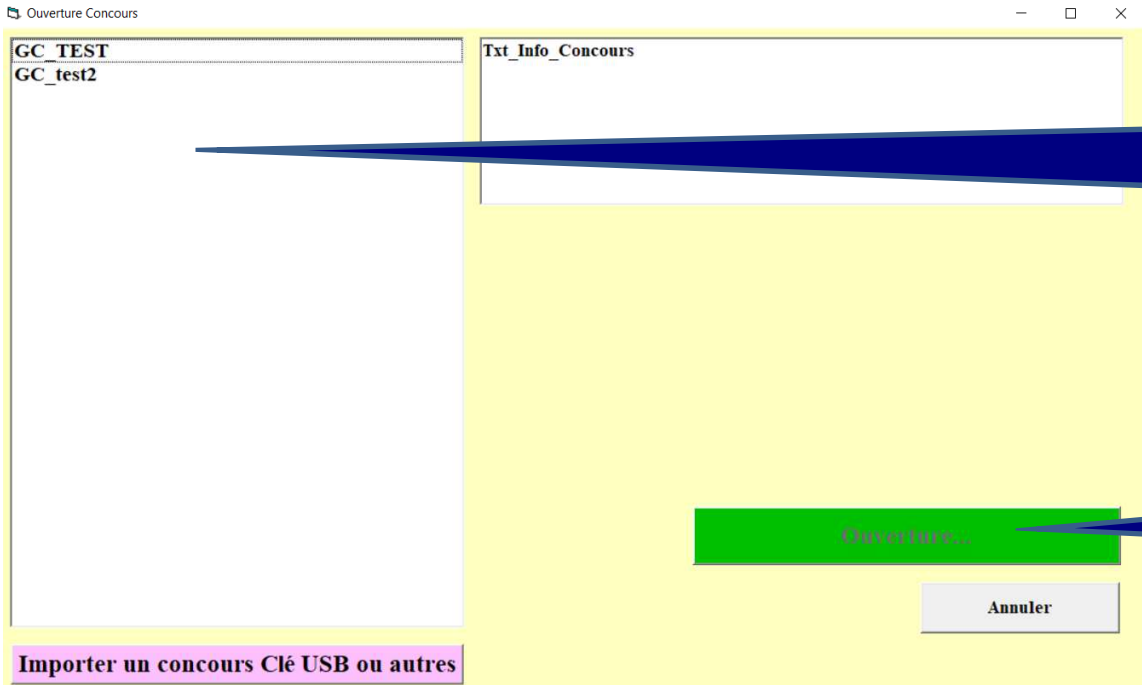 Ouverture Concours
GC_TEST
GC_test2
Txt_Info_Concours
Ouverture...
Annuler
Importer un concours Clé USB ou autres